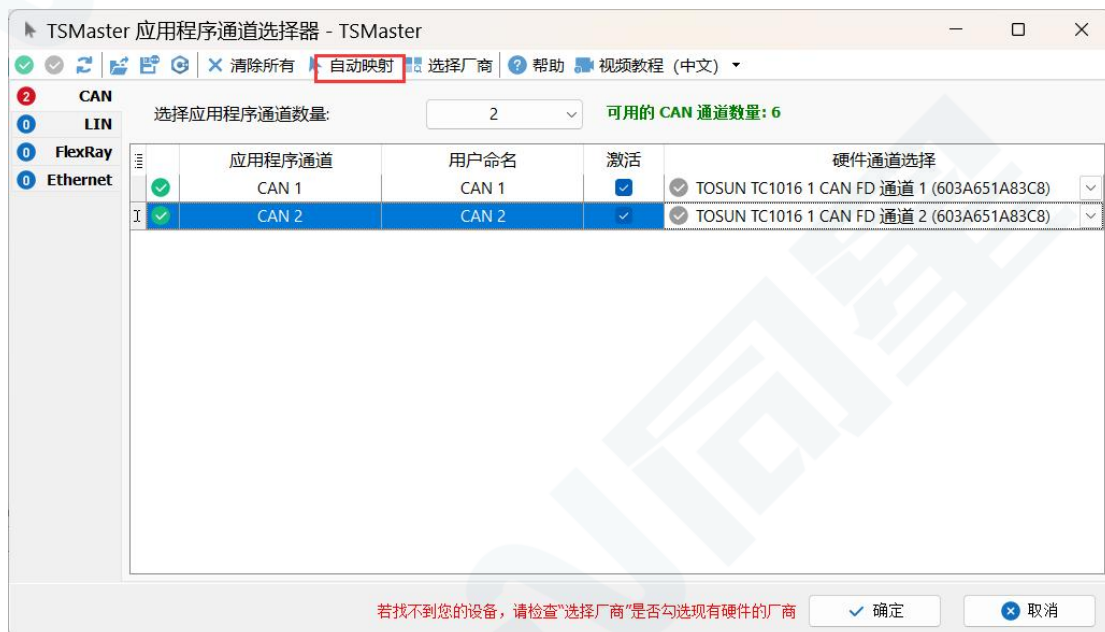 TSMaster 应用程序通道选择器 - TSMaster
清除所有 自动映射 选择厂商 帮助 视频教程 (中文)
2 CAN
0 LIN
0 FlexRay
0 Ethernet
选择应用程序通道数量: 2 可用的 CAN 通道数量: 6
应用程序通道 用户命名 激活 硬件通道选择
CAN 1 CAN 1 TOSUN TC1016 1 CAN FD 通道 1 (603A651A83C8)
CAN 2 CAN 2 TOSUN TC1016 1 CAN FD 通道 2 (603A651A83C8)
若找不到您的设备，请检查“选择厂商”是否勾选现有硬件的厂商 确定 取消
同星